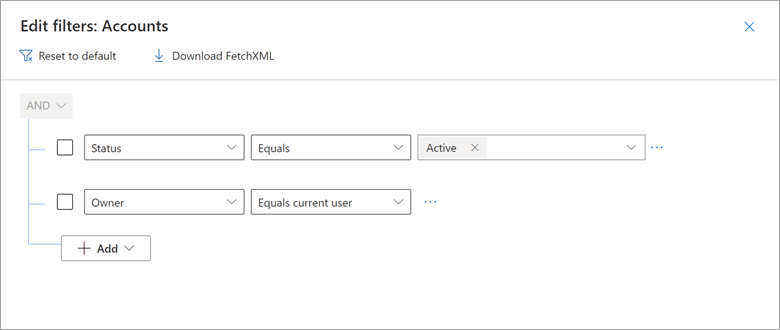 Edit filters: Accounts
Reset to default Download FetchXML
AND
Status Equals Active
Owner Equals current user
Add